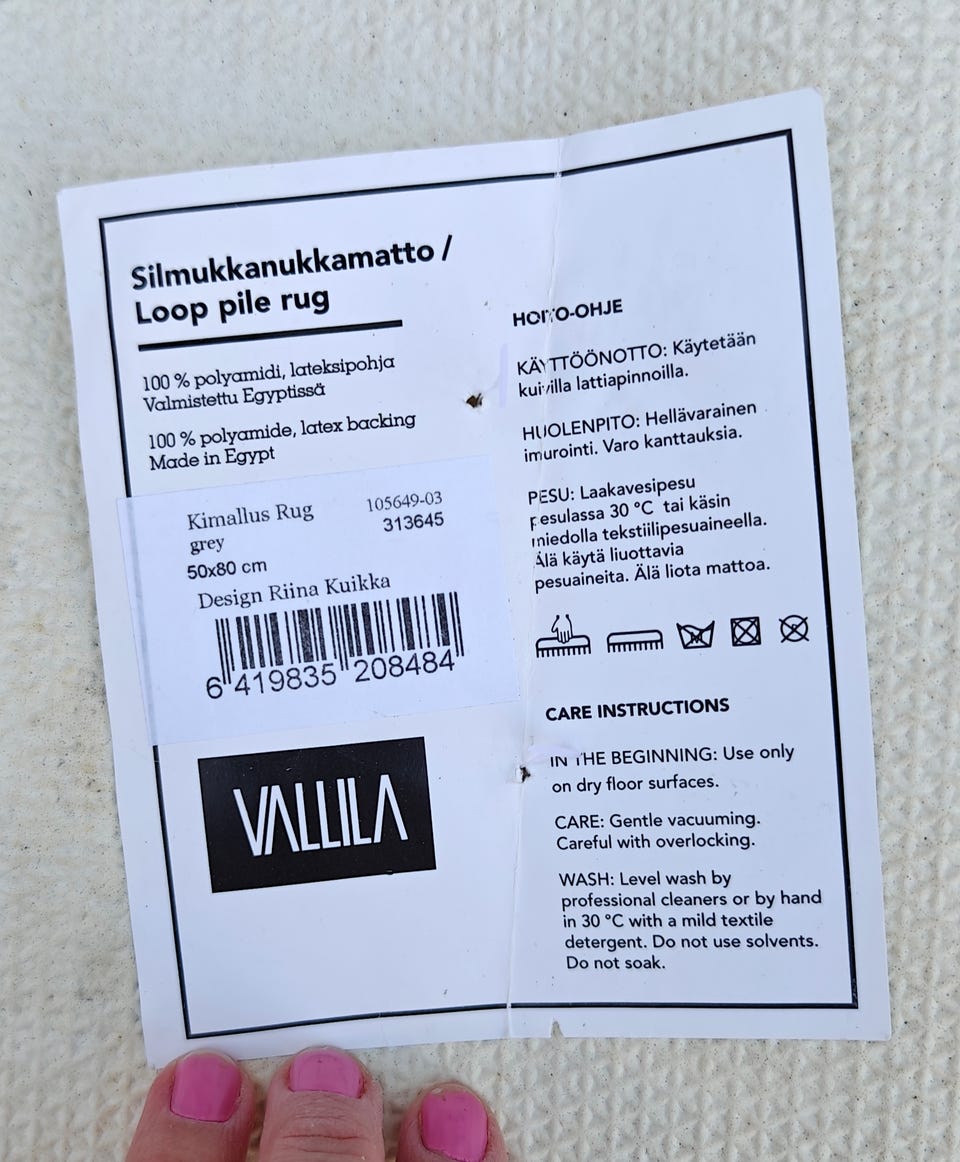 Silmukkanukkamatto /
Loop pile rug
100 % polyamidi, lateksipohja
Valmistettu Egyptissä
100 % polyamide, latex backing
Made in Egypt
Kimallus Rug 105649-03
grey 313645
50x80 cm
Design Riina Kuikka
6 419835 208484
VALLILA
HOITO-OHJE
KÄYTTÖÖNOTTO: Käytetään
kuivilla lattiapinnoilla.
HUOLENPITO: Hellävarainen
imurointi. Varo kanttauksia.
PESU: Laakavesipesu
pesulassa 30 °C tai käsin
miedolla tekstiilipesuaineella.
Älä käytä liuottavia
pesuaineita. Älä liota mattoa.
CARE INSTRUCTIONS
IN THE BEGINNING: Use only
on dry floor surfaces.
CARE: Gentle vacuuming.
Careful with overlocking.
WASH: Level wash by
professional cleaners or by hand
in 30 °C with a mild textile
detergent. Do not use solvents.
Do not soak.